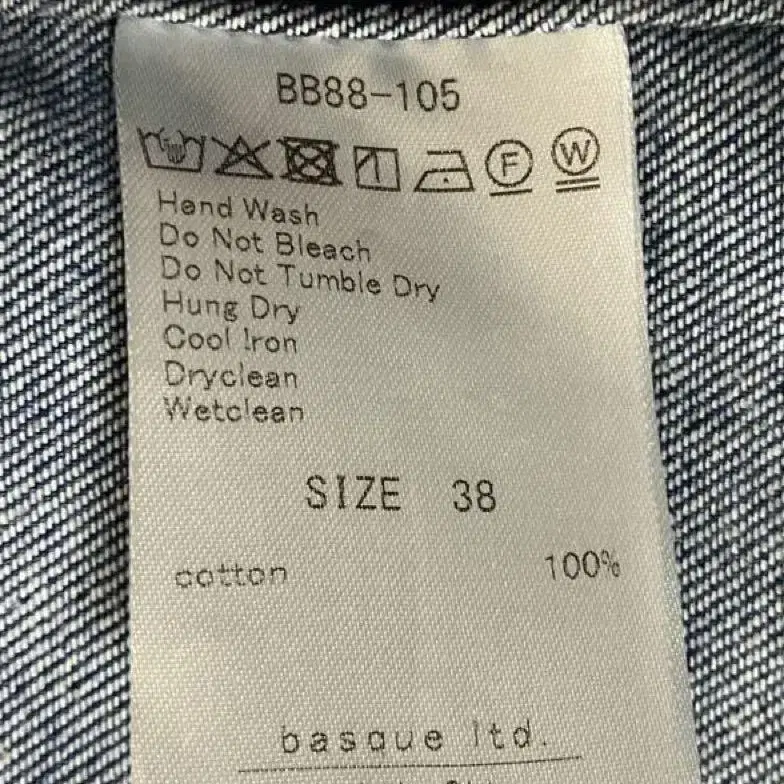 BB88-105
F W
Hand Wash
Do Not Bleach
Do Not Tumble Dry
Hung Dry
Cool Iron
Dryclean
Wetclean
SIZE 38
cotton 100%
basque ltd.